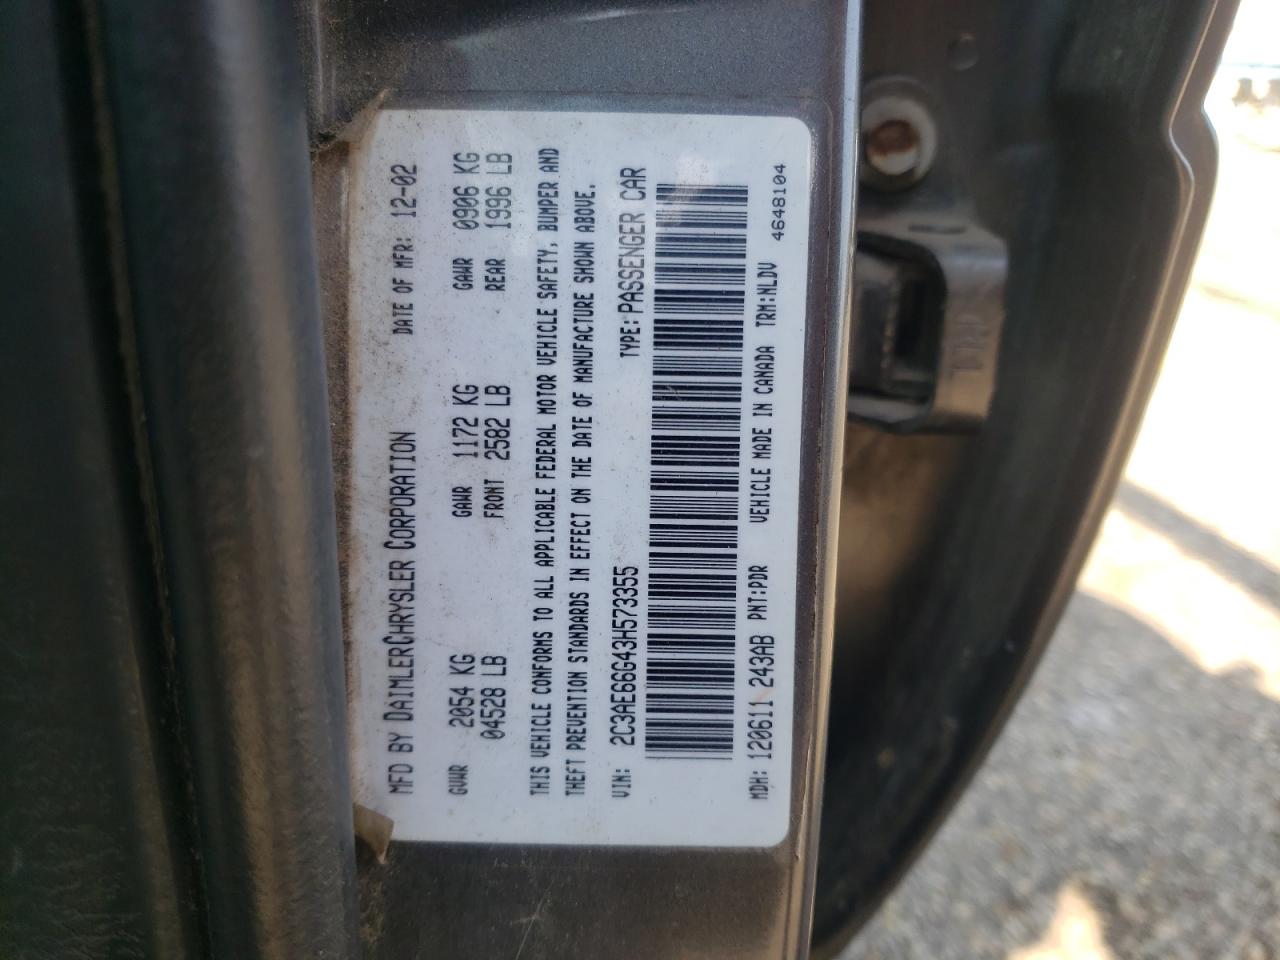 MFD BY DAIMLERCHRYSLER CORPORATION DATE OF MFR: 12-02
GVWR 2054 KG GAWR 1172 KG GAWR 0906 KG
04528 LB FRONT 2582 LB REAR 1996 LB
THIS VEHICLE CONFORMS TO ALL APPLICABLE FEDERAL MOTOR VEHICLE SAFETY, BUMPER AND
THEFT PREVENTION STANDARDS IN EFFECT ON THE DATE OF MANUFACTURE SHOWN ABOVE.
VIN: 2C3AE66G43H573355 TYPE: PASSENGER CAR
MDH: 120611 243AB PNT:PDR VEHICLE MADE IN CANADA TRM:NLDV 4648104